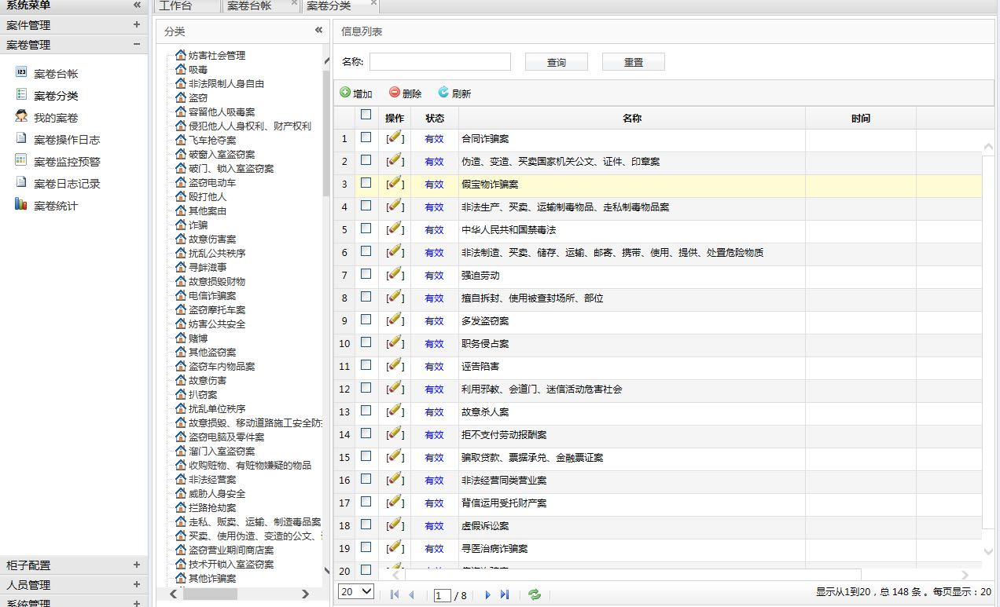 系统菜单
案件管理
案卷管理
案卷台帐
案卷分类
我的案卷
案卷操作日志
案卷监控预警
案卷日志记录
案卷统计
柜子配置
人员管理
系统管理
工作台
案卷台帐
案卷分类
分类
妨害社会管理
吸毒
非法限制人身自由
盗窃
容留他人吸毒案
侵犯他人人身权利、财产权利
飞车抢夺案
破窗入室盗窃案
破门、锁入室盗窃案
盗窃电动车
殴打他人
其他案由
诈骗
故意伤害案
扰乱公共秩序
寻衅滋事
故意损毁财物
电信诈骗案
盗窃摩托车案
妨害公共安全
赌博
其他盗窃案
盗窃车内物品案
故意伤害
扒窃案
扰乱单位秩序
故意损毁、移动道路施工安全防
盗窃电脑及零件案
溜门入室盗窃案
收购赃物、有赃物嫌疑的物品
非法经营案
威胁人身安全
拦路抢劫案
走私、贩卖、运输、制造毒品案
买卖、使用伪造、变造的公文、
盗窃营业期间商店案
技术开锁入室盗窃案
其他诈骗案
信息列表
名称: 查询 重置
增加 删除 刷新
操作 状态 名称 时间
1 [ ] 有效 合同诈骗案
2 [ ] 有效 伪造、变造、买卖国家机关公文、证件、印章案
3 [ ] 有效 假宝物诈骗案
4 [ ] 有效 非法生产、买卖、运输制毒物品、走私制毒物品案
5 [ ] 有效 中华人民共和国禁毒法
6 [ ] 有效 非法制造、买卖、储存、运输、邮寄、携带、使用、提供、处置危险物质
7 [ ] 有效 强迫劳动
8 [ ] 有效 擅自拆封、使用被查封场所、部位
9 [ ] 有效 多发盗窃案
10 [ ] 有效 职务侵占案
11 [ ] 有效 诬告陷害
12 [ ] 有效 利用邪教、会道门、迷信活动危害社会
13 [ ] 有效 故意杀人案
14 [ ] 有效 拒不支付劳动报酬案
15 [ ] 有效 骗取贷款、票据承兑、金融票证案
16 [ ] 有效 非法经营同类营业案
17 [ ] 有效 背信运用受托财产案
18 [ ] 有效 虚假诉讼案
19 [ ] 有效 寻医治病诈骗案
20
20 1 / 8 显示从1到20，总 148 条 。每页显示：20